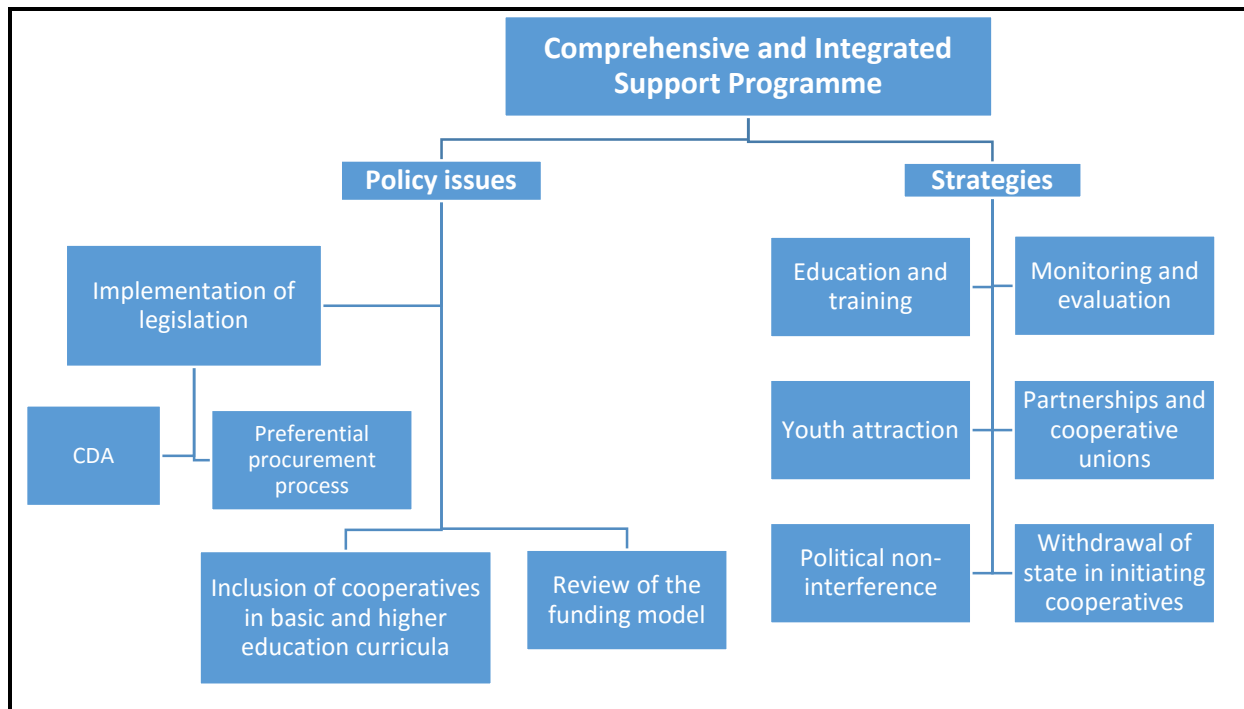 Comprehensive and Integrated
Support Programme
Policy issues
Strategies
Implementation of
legislation
CDA
Preferential
procurement
process
Inclusion of cooperatives
in basic and higher
education curricula
Review of the
funding model
Education and
training
Monitoring and
evaluation
Youth attraction
Partnerships and
cooperative
unions
Political non-
interference
Withdrawal of
state in initiating
cooperatives